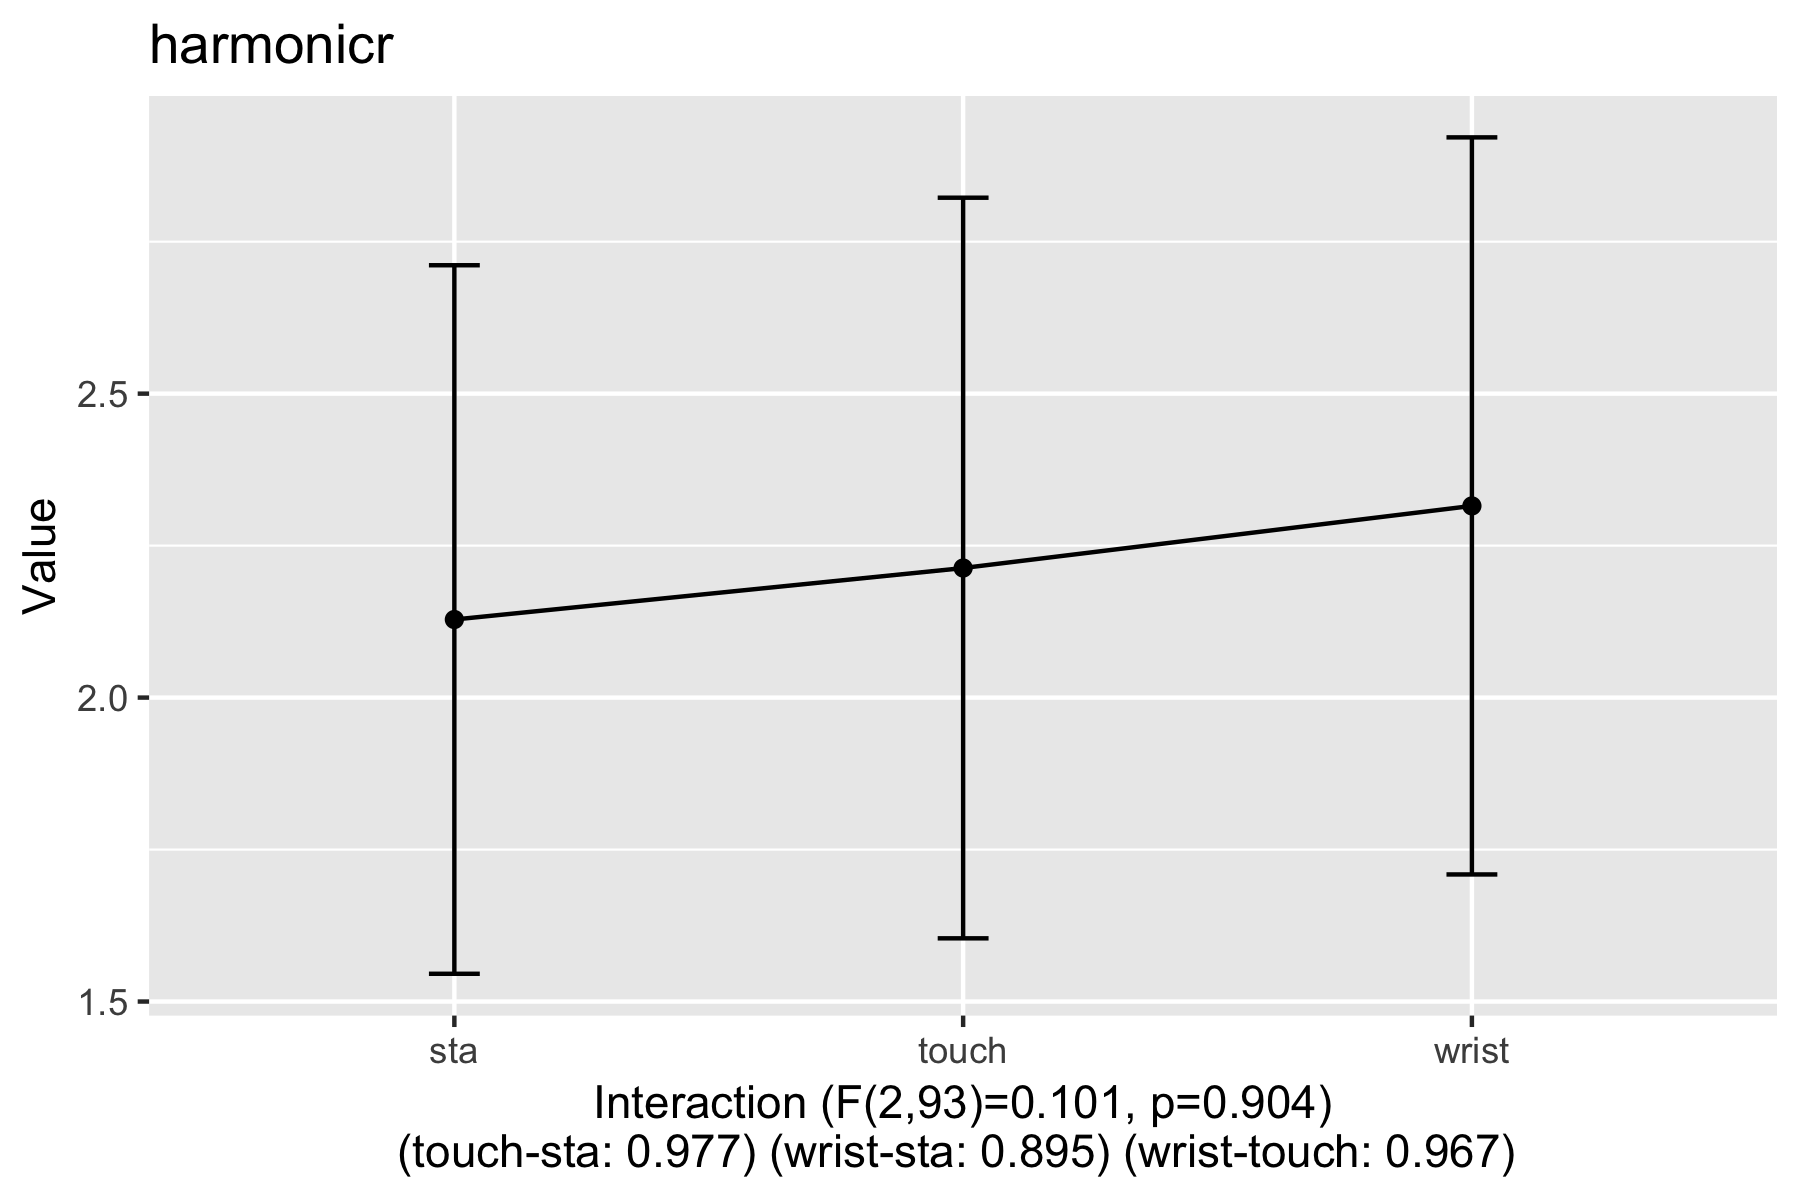 harmonicr
Value
2.5
2.0
1.5
sta touch wrist
Interaction (F(2,93)=0.101, p=0.904)
(touch-sta: 0.977) (wrist-sta: 0.895) (wrist-touch: 0.967)